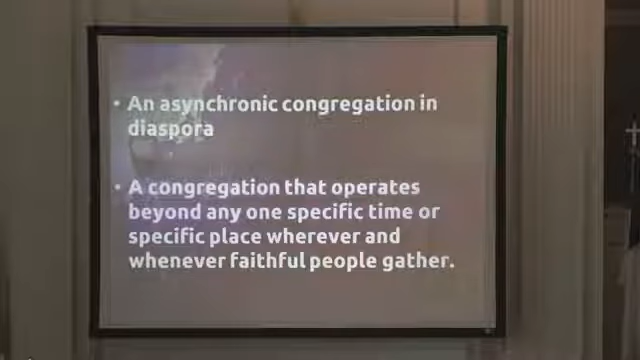 • An asynchronic congregation in
diaspora
• A congregation that operates
beyond any one specific time or
specific place wherever and
whenever faithful people gather.